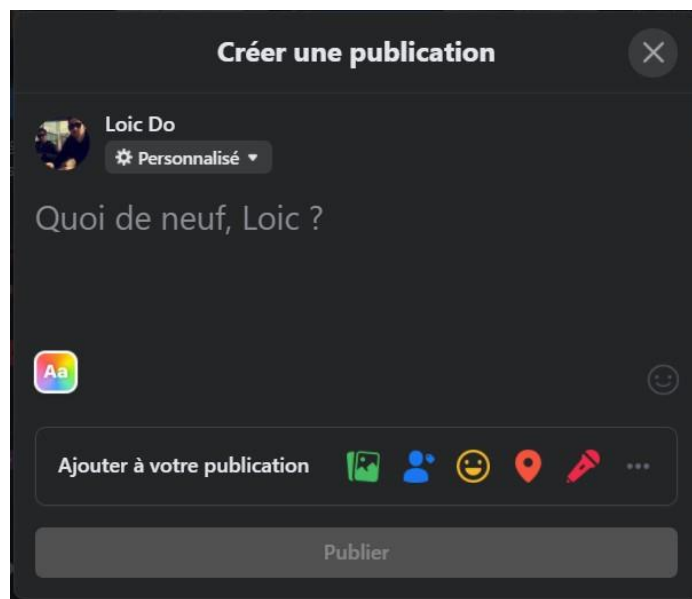 Créer une publication
Loic Do
Personnalisé
Quoi de neuf, Loic ?
Aa
Ajouter à votre publication
Publier